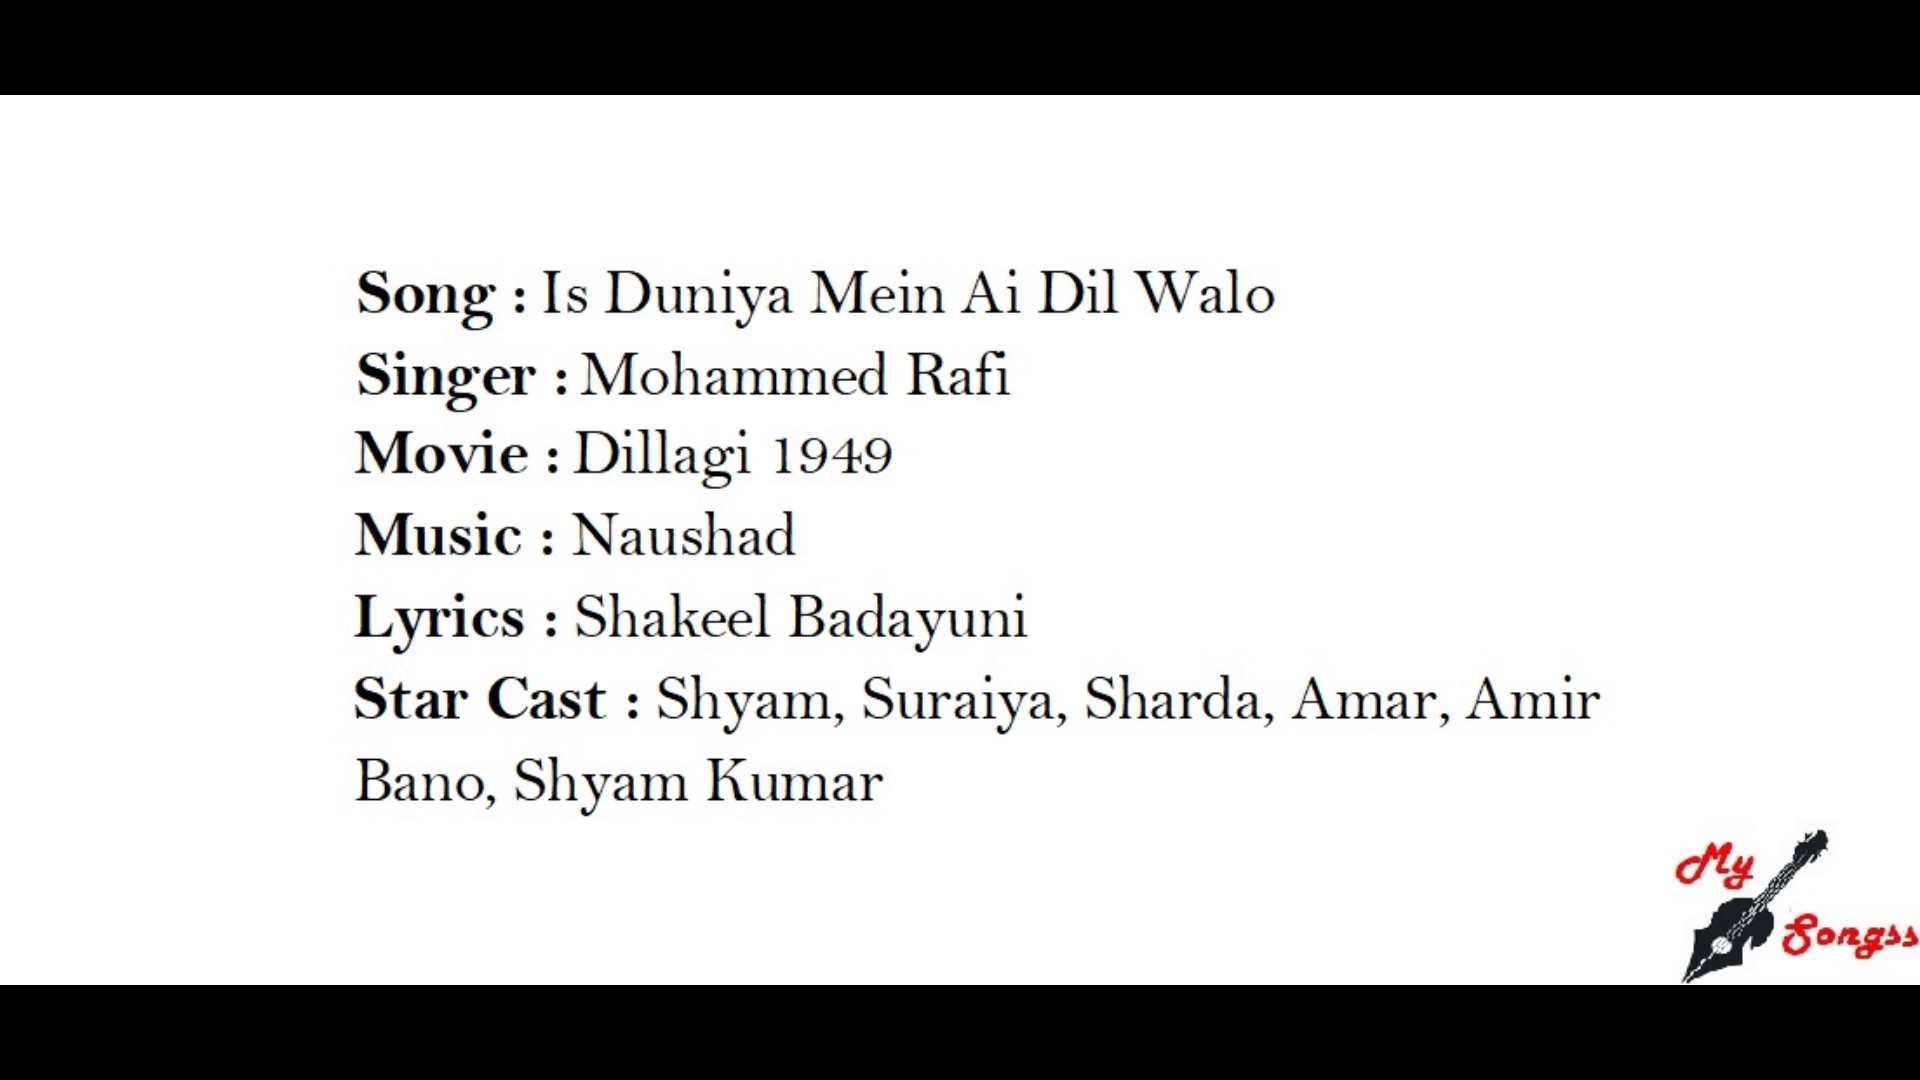 Song : Is Duniya Mein Ai Dil Walo
Singer : Mohammed Rafi
Movie : Dillagi 1949
Music : Naushad
Lyrics : Shakeel Badayuni
Star Cast : Shyam, Suraiya, Sharda, Amar, Amir
Bano, Shyam Kumar
My
Songss